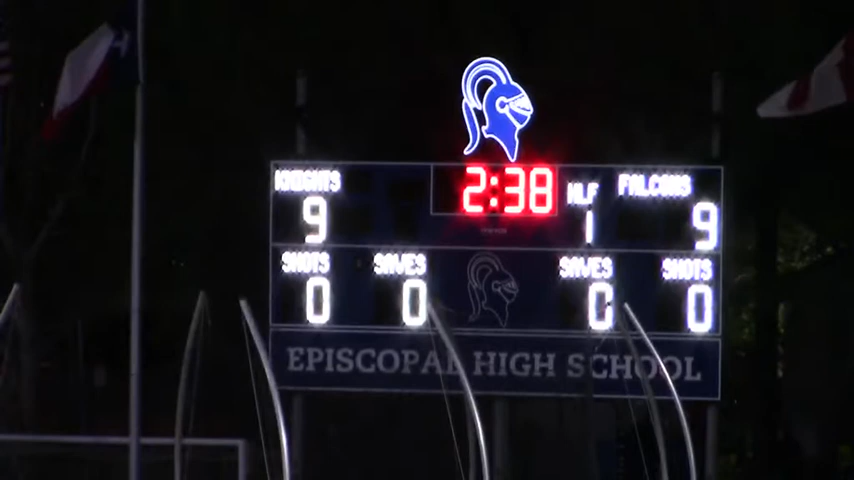 KNIGHTS 2:38 HLF FALCONS
9 1 9
SHOTS SAVES SAVES SHOTS
0 0 0 0
EPISCOPAL HIGH SCHOOL